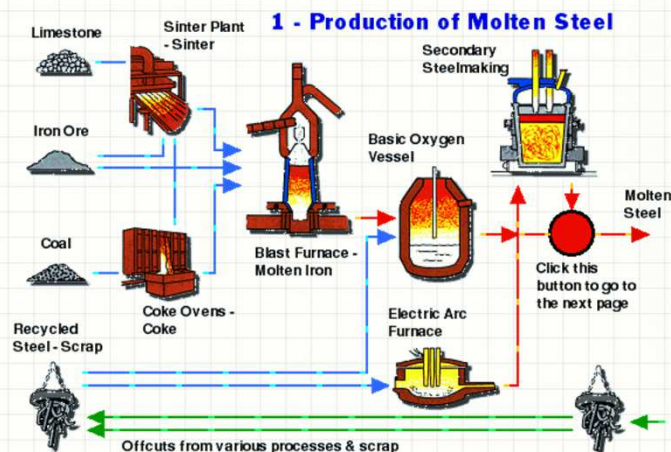 1 - Production of Molten Steel
Limestone
Sinter Plant
- Sinter
Secondary
Steelmaking
Iron Ore
Basic Oxygen
Vessel
Molten
Steel
Coal
Blast Furnace -
Molten Iron
Click this
button to go to
the next page
Coke Ovens -
Coke
Electric Arc
Furnace
Recycled
Steel - Scrap
Offcuts from various processes & scrap